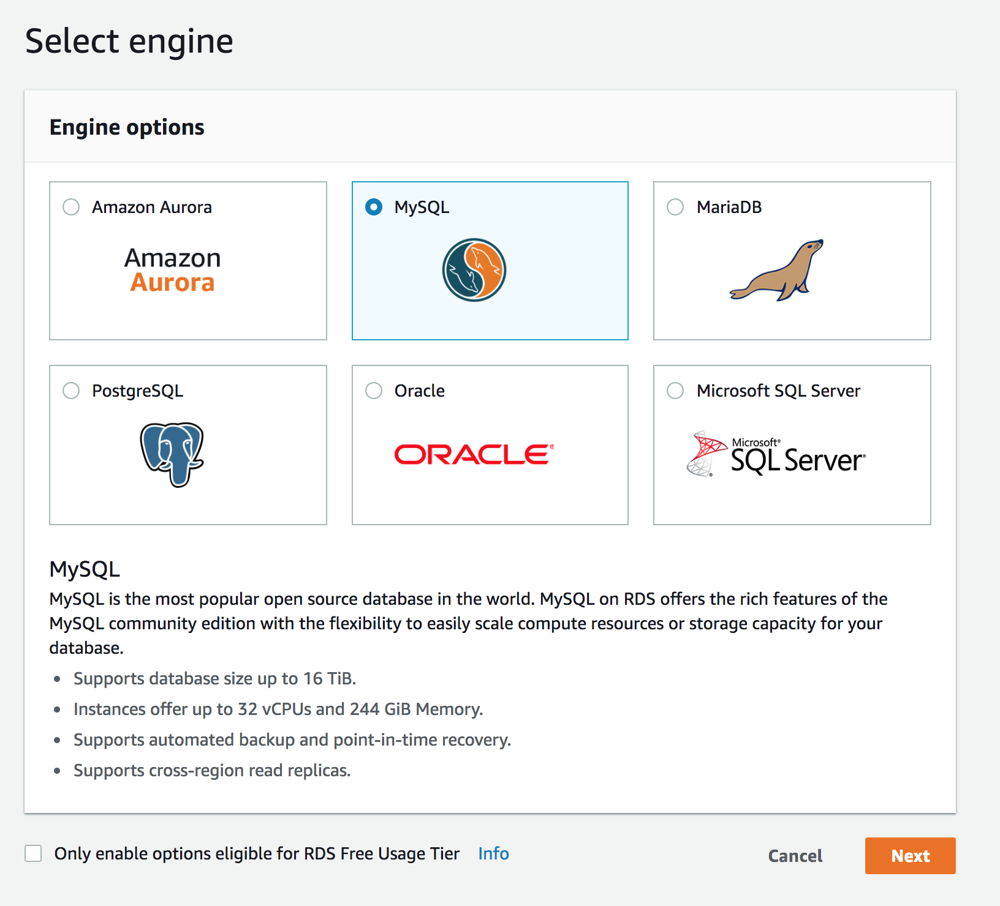 Select engine
Engine options
Amazon Aurora
Amazon
Aurora
MySQL
MariaDB
PostgreSQL
Oracle
ORACLE®
Microsoft SQL Server
Microsoft®
SQL Server®
MySQL
MySQL is the most popular open source database in the world. MySQL on RDS offers the rich features of the
MySQL community edition with the flexibility to easily scale compute resources or storage capacity for your
database.
• Supports database size up to 16 TiB.
• Instances offer up to 32 vCPUs and 244 GiB Memory.
• Supports automated backup and point-in-time recovery.
• Supports cross-region read replicas.
Only enable options eligible for RDS Free Usage Tier Info
Cancel Next